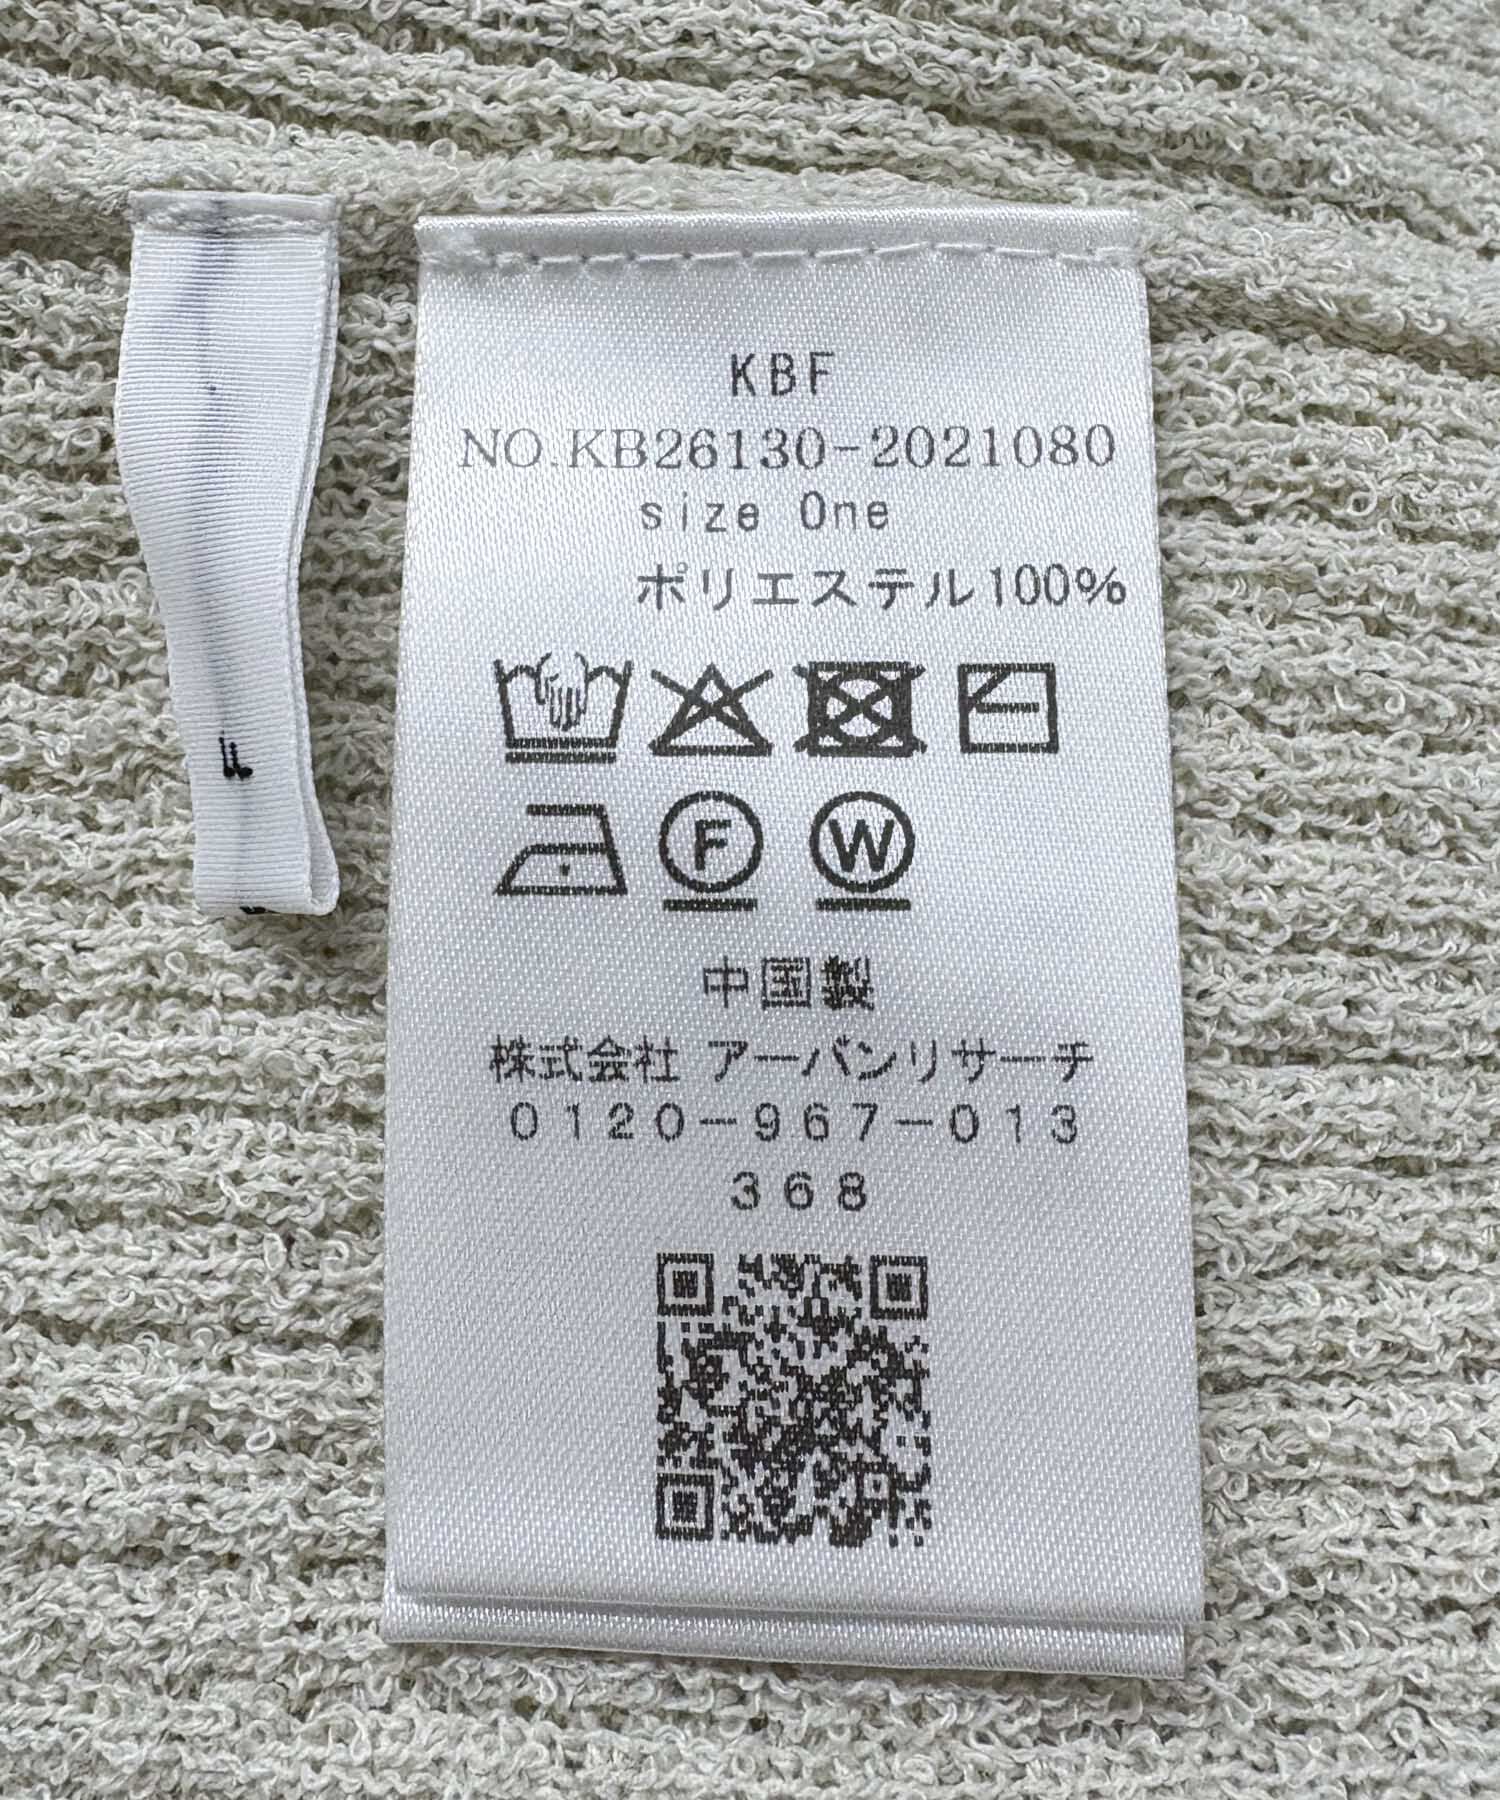 KBF
NO.KB26130-2021080
size One
ポリエステル100%
F W
中国製
株式会社 アーバンリサーチ
0120-967-013
368